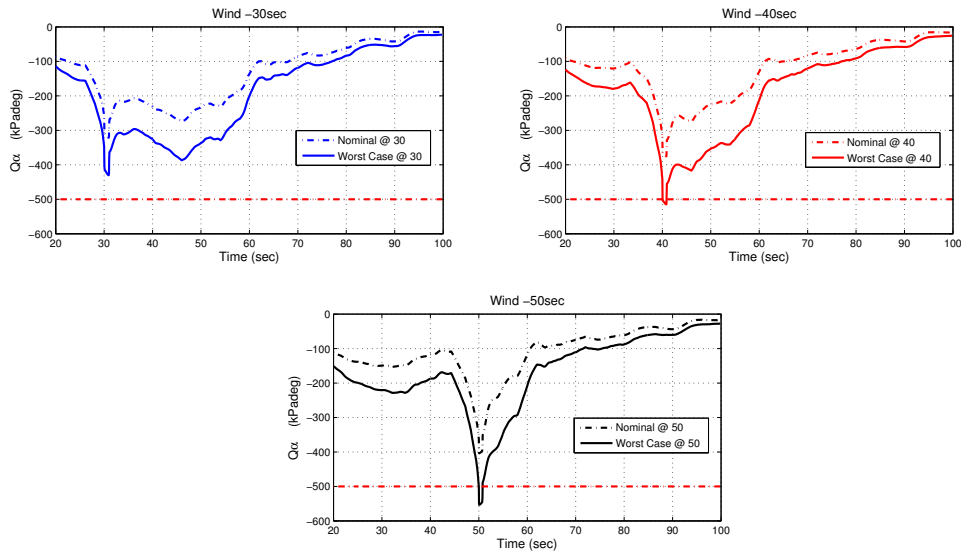 Wind −30sec
0
−100
−200
−300
−400
−500
−600
Qα (kPadeg)
Nominal @ 30
Worst Case @ 30
20 30 40 50 60 70 80 90 100
Time (sec)
Wind −40sec
0
−100
−200
−300
−400
−500
−600
Qα (kPadeg)
Nominal @ 40
Worst Case @ 40
20 30 40 50 60 70 80 90 100
Time (sec)
Wind −50sec
0
−100
−200
−300
−400
−500
−600
Qα (kPadeg)
Nominal @ 50
Worst Case @ 50
20 30 40 50 60 70 80 90 100
Time (sec)